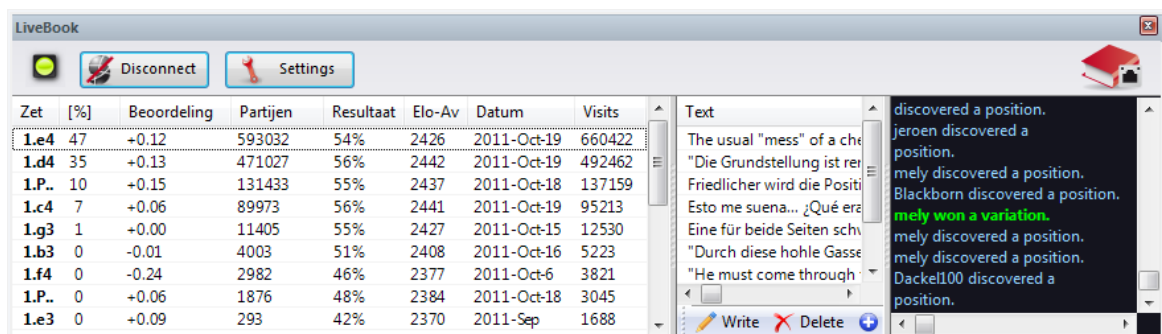 LiveBook
Disconnect Settings
Zet [%] Beoordeling Partijen Resultaat Elo-Av Datum Visits
1.e4 47 +0.12 593032 54% 2426 2011-Oct-19 660422
1.d4 35 +0.13 471027 56% 2442 2011-Oct-19 492462
1.P.. 10 +0.15 131433 55% 2437 2011-Oct-18 137159
1.c4 7 +0.06 89973 56% 2441 2011-Oct-19 95213
1.g3 1 +0.00 11405 55% 2427 2011-Oct-15 12530
1.b3 0 -0.01 4003 51% 2408 2011-Oct-16 5223
1.f4 0 -0.24 2982 46% 2377 2011-Oct-6 3821
1.P.. 0 +0.06 1876 48% 2384 2011-Oct-18 3045
1.e3 0 +0.09 293 42% 2370 2011-Sep 1688
Text
The usual "mess" of a che
"Die Grundstellung ist rer
Friedlicher wird die Positi
Esto me suena... ¿Qué era
Eine für beide Seiten schw
"Durch diese hohle Gasse
"He must come through
Write Delete
discovered a position.
jeroen discovered a
position.
mely discovered a position.
Blackborn discovered a position.
mely won a variation.
mely discovered a position.
mely discovered a position.
Dackel100 discovered a
position.